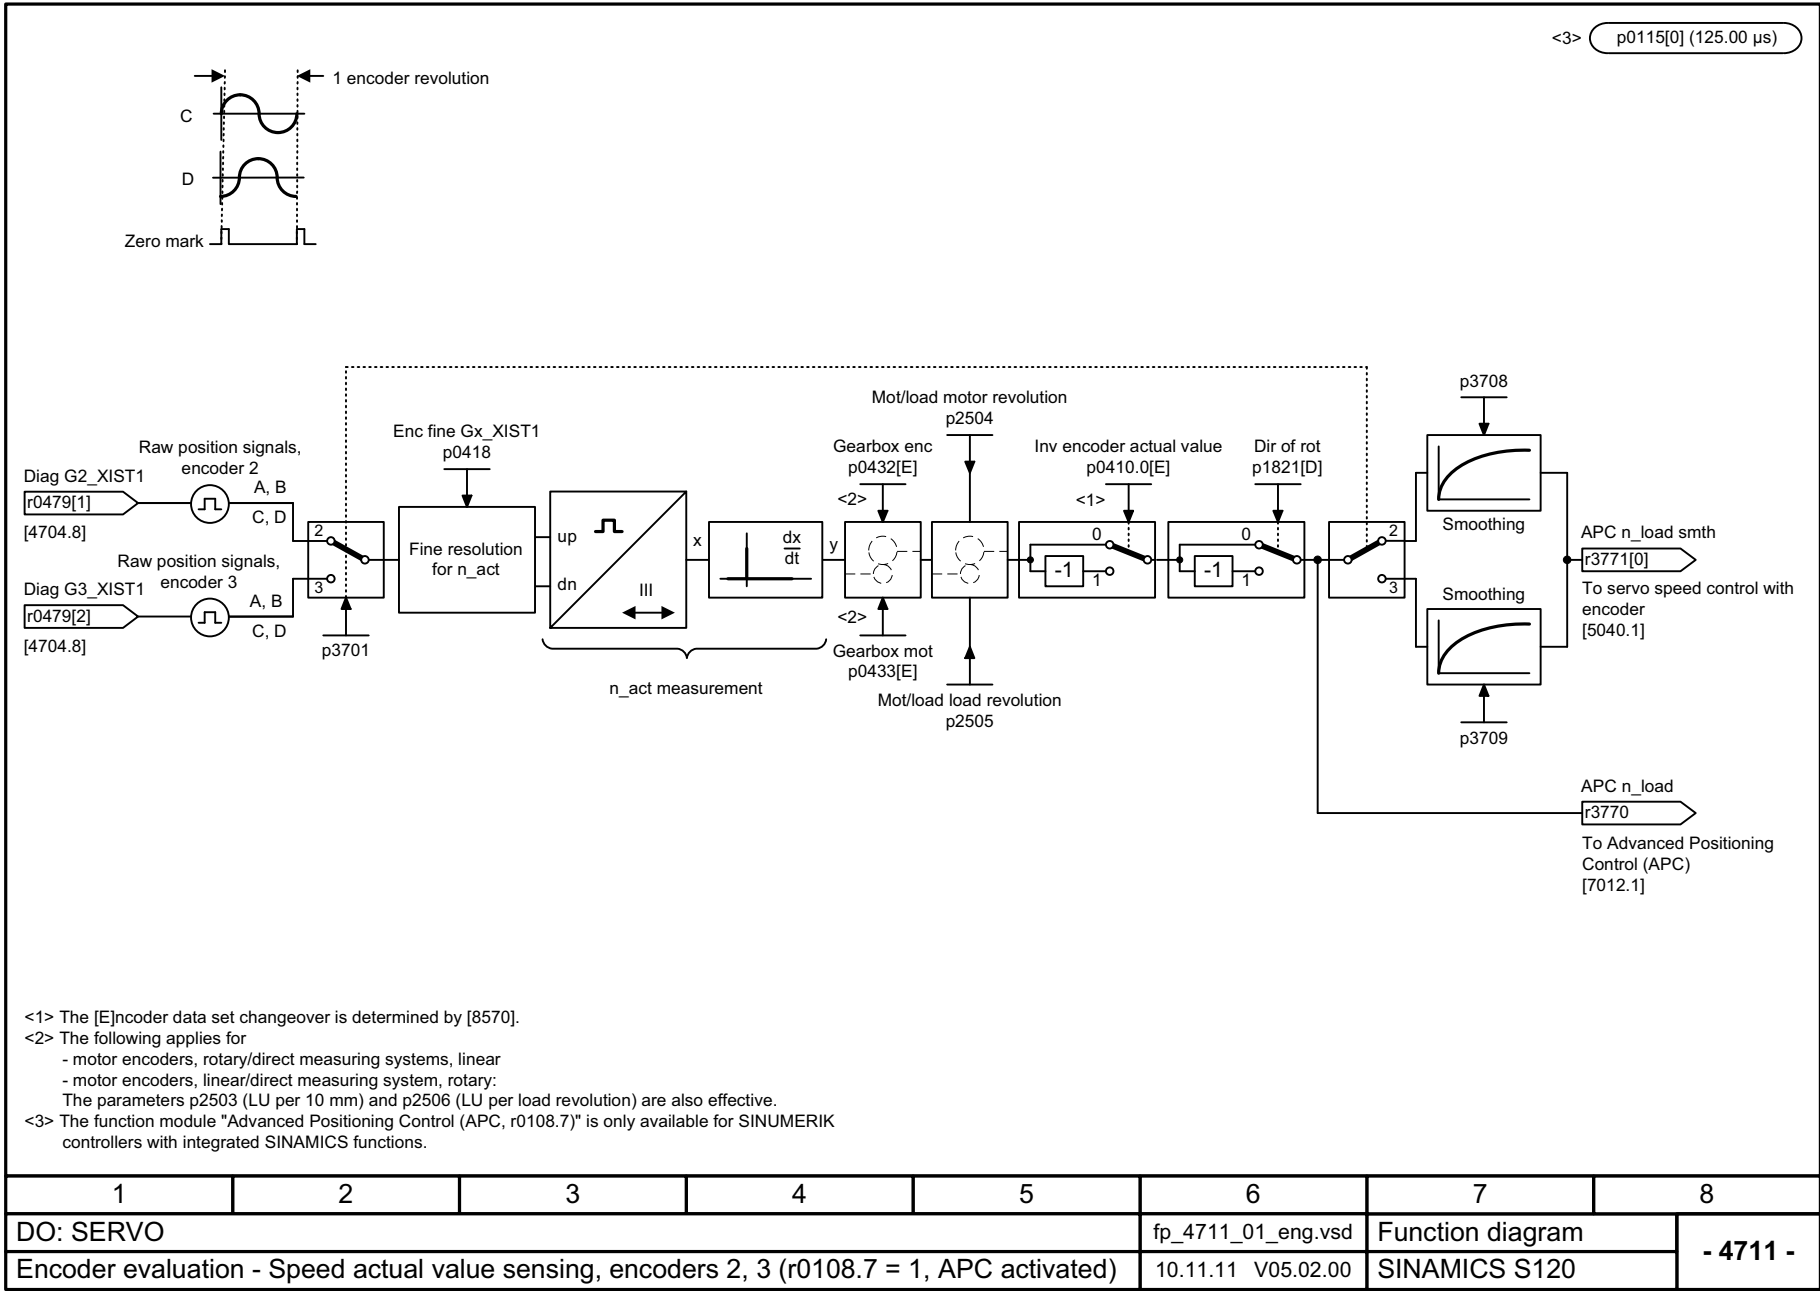 <3> p0115[0] (125.00 µs)
1 encoder revolution
C
D
Zero mark
p3708
Mot/load motor revolution
p2504
Enc fine Gx_XIST1
p0418
Gearbox enc
p0432[E]
Inv encoder actual value
p0410.0[E]
Dir of rot
p1821[D]
Raw position signals,
encoder 2
Diag G2_XIST1
r0479[1]
[4704.8]
A, B
C, D
Raw position signals,
encoder 3
Diag G3_XIST1
r0479[2]
[4704.8]
A, B
C, D
2
3
p3701
Fine resolution
for n_act
up
dn
III
x
dx
dt
y
n_act measurement
<2>
<2>
Gearbox mot
p0433[E]
Mot/load load revolution
p2505
<1>
0
-1
1
0
-1
1
2
3
Smoothing
Smoothing
p3709
APC n_load smth
r3771[0]
To servo speed control with
encoder
[5040.1]
APC n_load
r3770
To Advanced Positioning
Control (APC)
[7012.1]
<1> The [E]ncoder data set changeover is determined by [8570].
<2> The following applies for
- motor encoders, rotary/direct measuring systems, linear
- motor encoders, linear/direct measuring system, rotary:
The parameters p2503 (LU per 10 mm) and p2506 (LU per load revolution) are also effective.
<3> The function module "Advanced Positioning Control (APC, r0108.7)" is only available for SINUMERIK
controllers with integrated SINAMICS functions.
1 2 3 4 5 6 7 8
DO: SERVO
fp_4711_01_eng.vsd
Function diagram
- 4711 -
Encoder evaluation - Speed actual value sensing, encoders 2, 3 (r0108.7 = 1, APC activated)
10.11.11 V05.02.00
SINAMICS S120